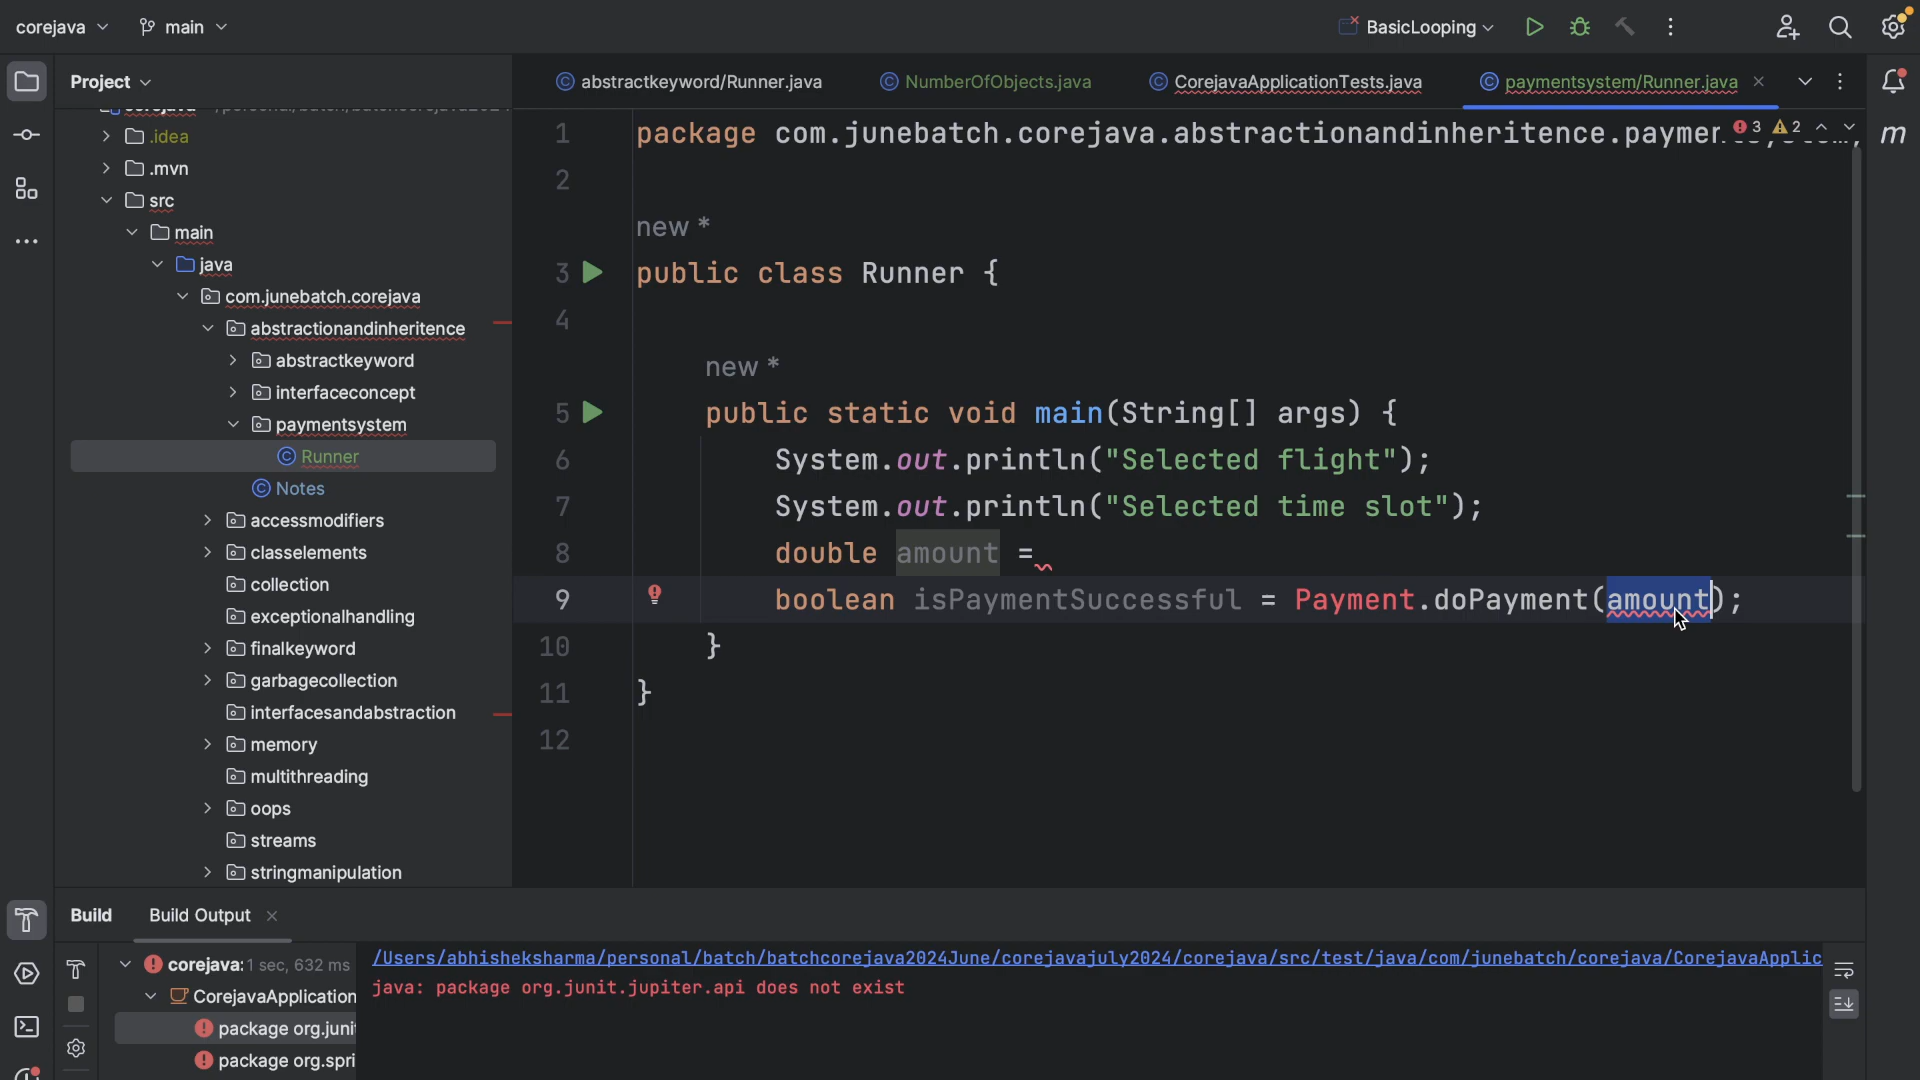 corejava
main
BasicLooping
Project
abstractkeyword/Runner.java
NumberOfObjects.java
CorejavaApplicationTests.java
paymentsystem/Runner.java
.idea
.mvn
src
main
java
com.junebatch.corejava
abstractionandinheritence
abstractkeyword
interfaceconcept
paymentsystem
Runner
Notes
accessmodifiers
classelements
collection
exceptionalhandling
finalkeyword
garbagecollection
interfacesandabstraction
memory
multithreading
oops
streams
stringmanipulation
3 2
1 package com.junebatch.corejava.abstractionandinheritence.paymentsystem;
2
new *
3 public class Runner {
4
new *
5 public static void main(String[] args) {
6 System.out.println("Selected flight");
7 System.out.println("Selected time slot");
8 double amount =
9 boolean isPaymentSuccessful = Payment.doPayment(amount);
10 }
11 }
12
m
Build
Build Output
corejava: 1 sec, 632 ms
CorejavaApplication
package org.juni
package org.spri
/Users/abhisheksharma/personal/batch/batchcorejava2024June/corejavajuly2024/corejava/src/test/java/com/junebatch/corejava/CorejavaApplic
java: package org.junit.jupiter.api does not exist